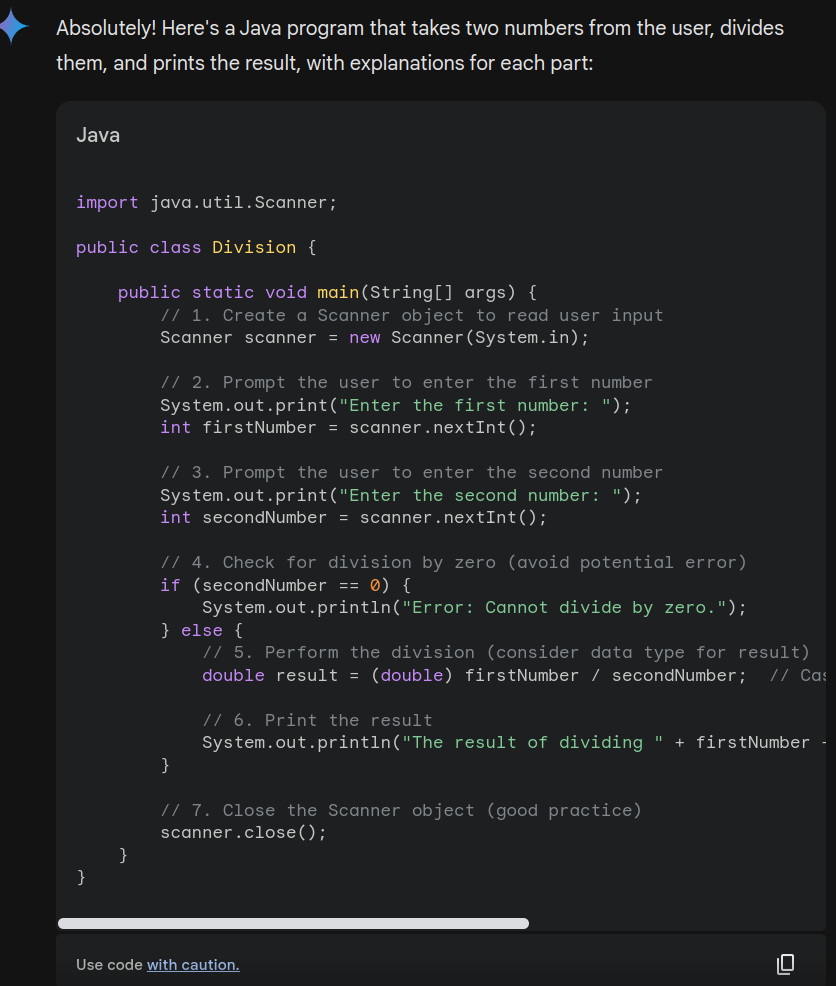 Absolutely! Here's a Java program that takes two numbers from the user, divides
them, and prints the result, with explanations for each part:
Java
import java.util.Scanner;
public class Division {
    public static void main(String[] args) {
        // 1. Create a Scanner object to read user input
        Scanner scanner = new Scanner(System.in);
        // 2. Prompt the user to enter the first number
        System.out.print("Enter the first number: ");
        int firstNumber = scanner.nextInt();
        // 3. Prompt the user to enter the second number
        System.out.print("Enter the second number: ");
        int secondNumber = scanner.nextInt();
        // 4. Check for division by zero (avoid potential error)
        if (secondNumber == 0) {
            System.out.println("Error: Cannot divide by zero.");
        } else {
            // 5. Perform the division (consider data type for result)
            double result = (double) firstNumber / secondNumber;  // Cas
            // 6. Print the result
            System.out.println("The result of dividing " + firstNumber
        }
        // 7. Close the Scanner object (good practice)
        scanner.close();
    }
}
Use code with caution.